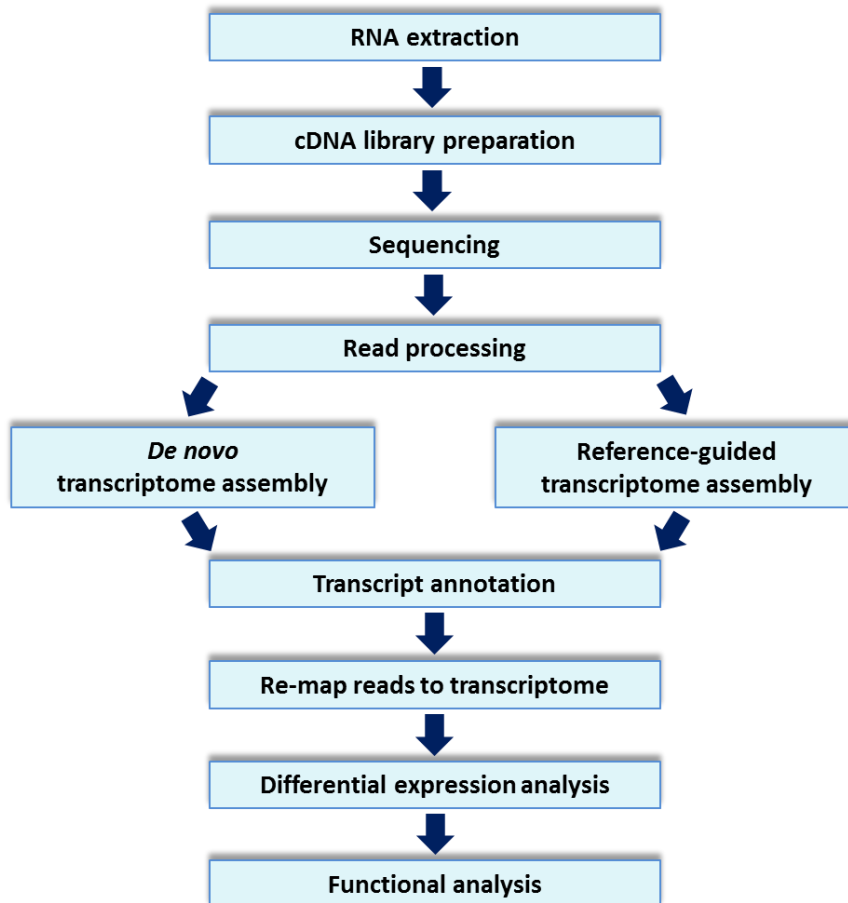 RNA extraction
cDNA library preparation
Sequencing
Read processing
De novo
transcriptome assembly
Reference-guided
transcriptome assembly
Transcript annotation
Re-map reads to transcriptome
Differential expression analysis
Functional analysis